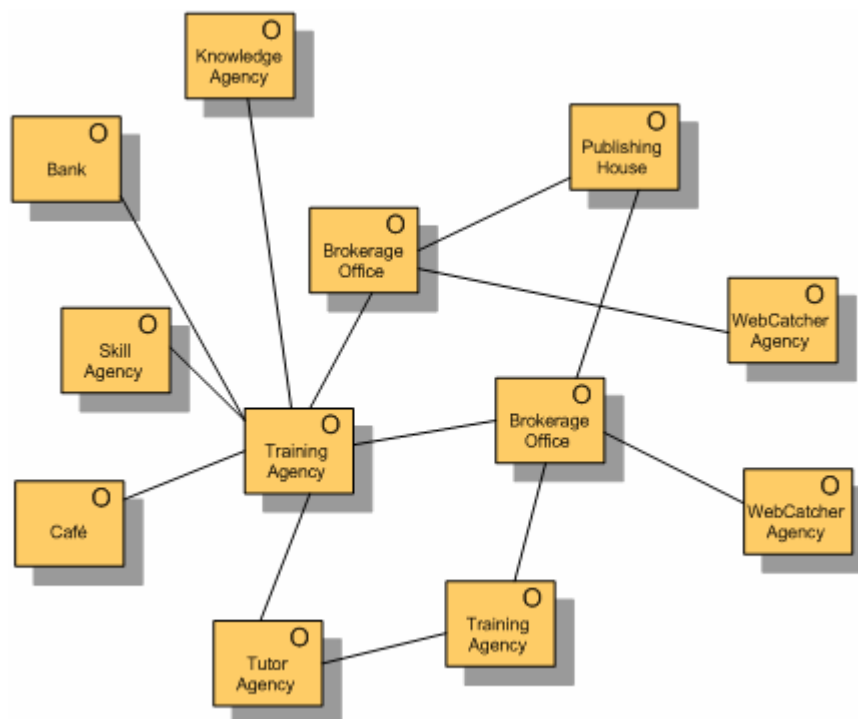 O
Knowledge
Agency
O
Bank
O
Publishing
House
O
Brokerage
Office
O
WebCatcher
Agency
O
Skill
Agency
O
Brokerage
Office
O
Training
Agency
O
WebCatcher
Agency
O
Café
O
Training
Agency
O
Tutor
Agency